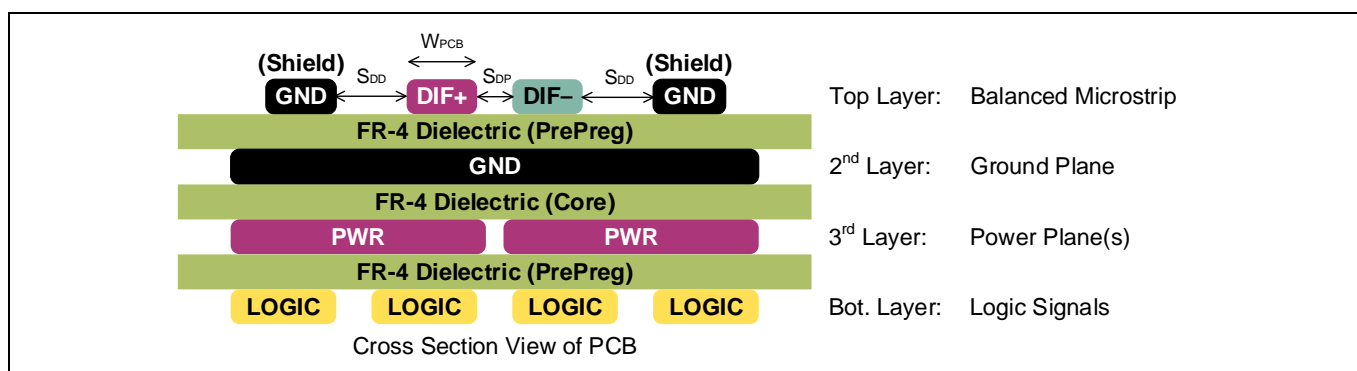 WPCB
(Shield) (Shield)
SDD SDP SDD
GND DIF+ DIF– GND Top Layer: Balanced Microstrip
FR-4 Dielectric (PrePreg)
GND 2nd Layer: Ground Plane
FR-4 Dielectric (Core)
PWR PWR 3rd Layer: Power Plane(s)
FR-4 Dielectric (PrePreg)
LOGIC LOGIC LOGIC LOGIC Bot. Layer: Logic Signals
Cross Section View of PCB